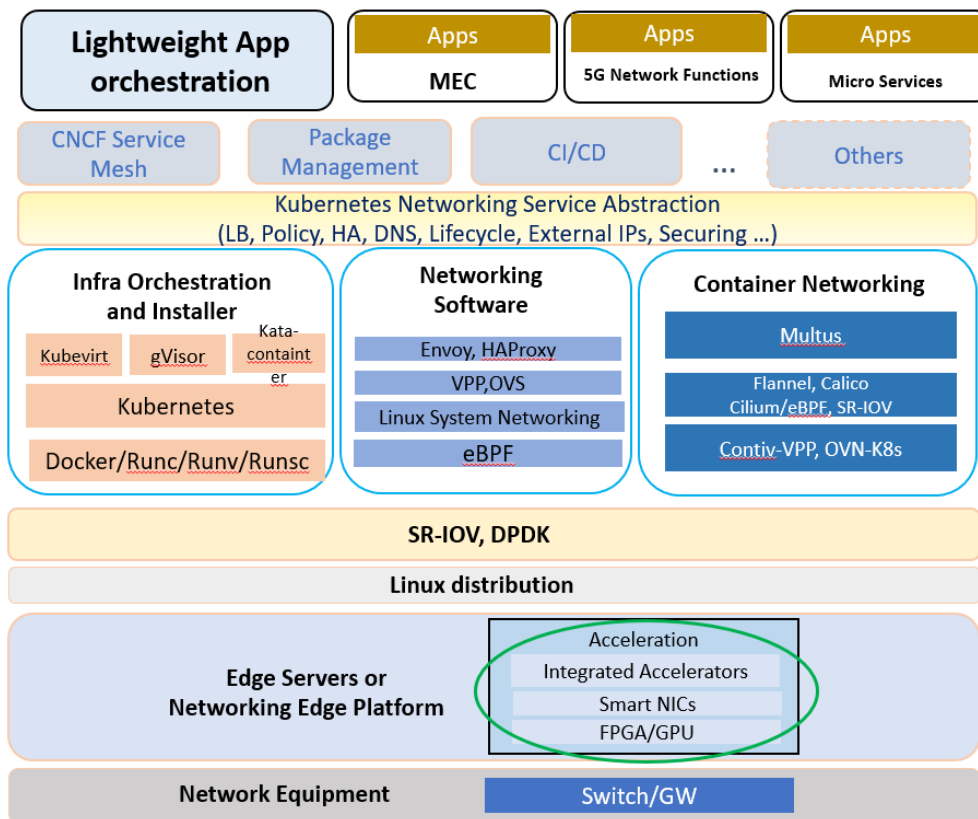 Lightweight App
orchestration
Apps
MEC
Apps
5G Network Functions
Apps
Micro Services
CNCF Service
Mesh
Package
Management
CI/CD
...
Others
Kubernetes Networking Service Abstraction
(LB, Policy, HA, DNS, Lifecycle, External IPs, Securing ...)
Infra Orchestration
and Installer
Kubevirt
gVisor
Kata-
containt
er
Kubernetes
Docker/Runc/Runv/Runsc
Networking
Software
Envoy, HAProxy
VPP,OVS
Linux System Networking
eBPF
Container Networking
Multus
Flannel, Calico
Cilium/eBPF, SR-IOV
Contiv-VPP, OVN-K8s
SR-IOV, DPDK
Linux distribution
Edge Servers or
Networking Edge Platform
Acceleration
Integrated Accelerators
Smart NICs
FPGA/GPU
Network Equipment
Switch/GW